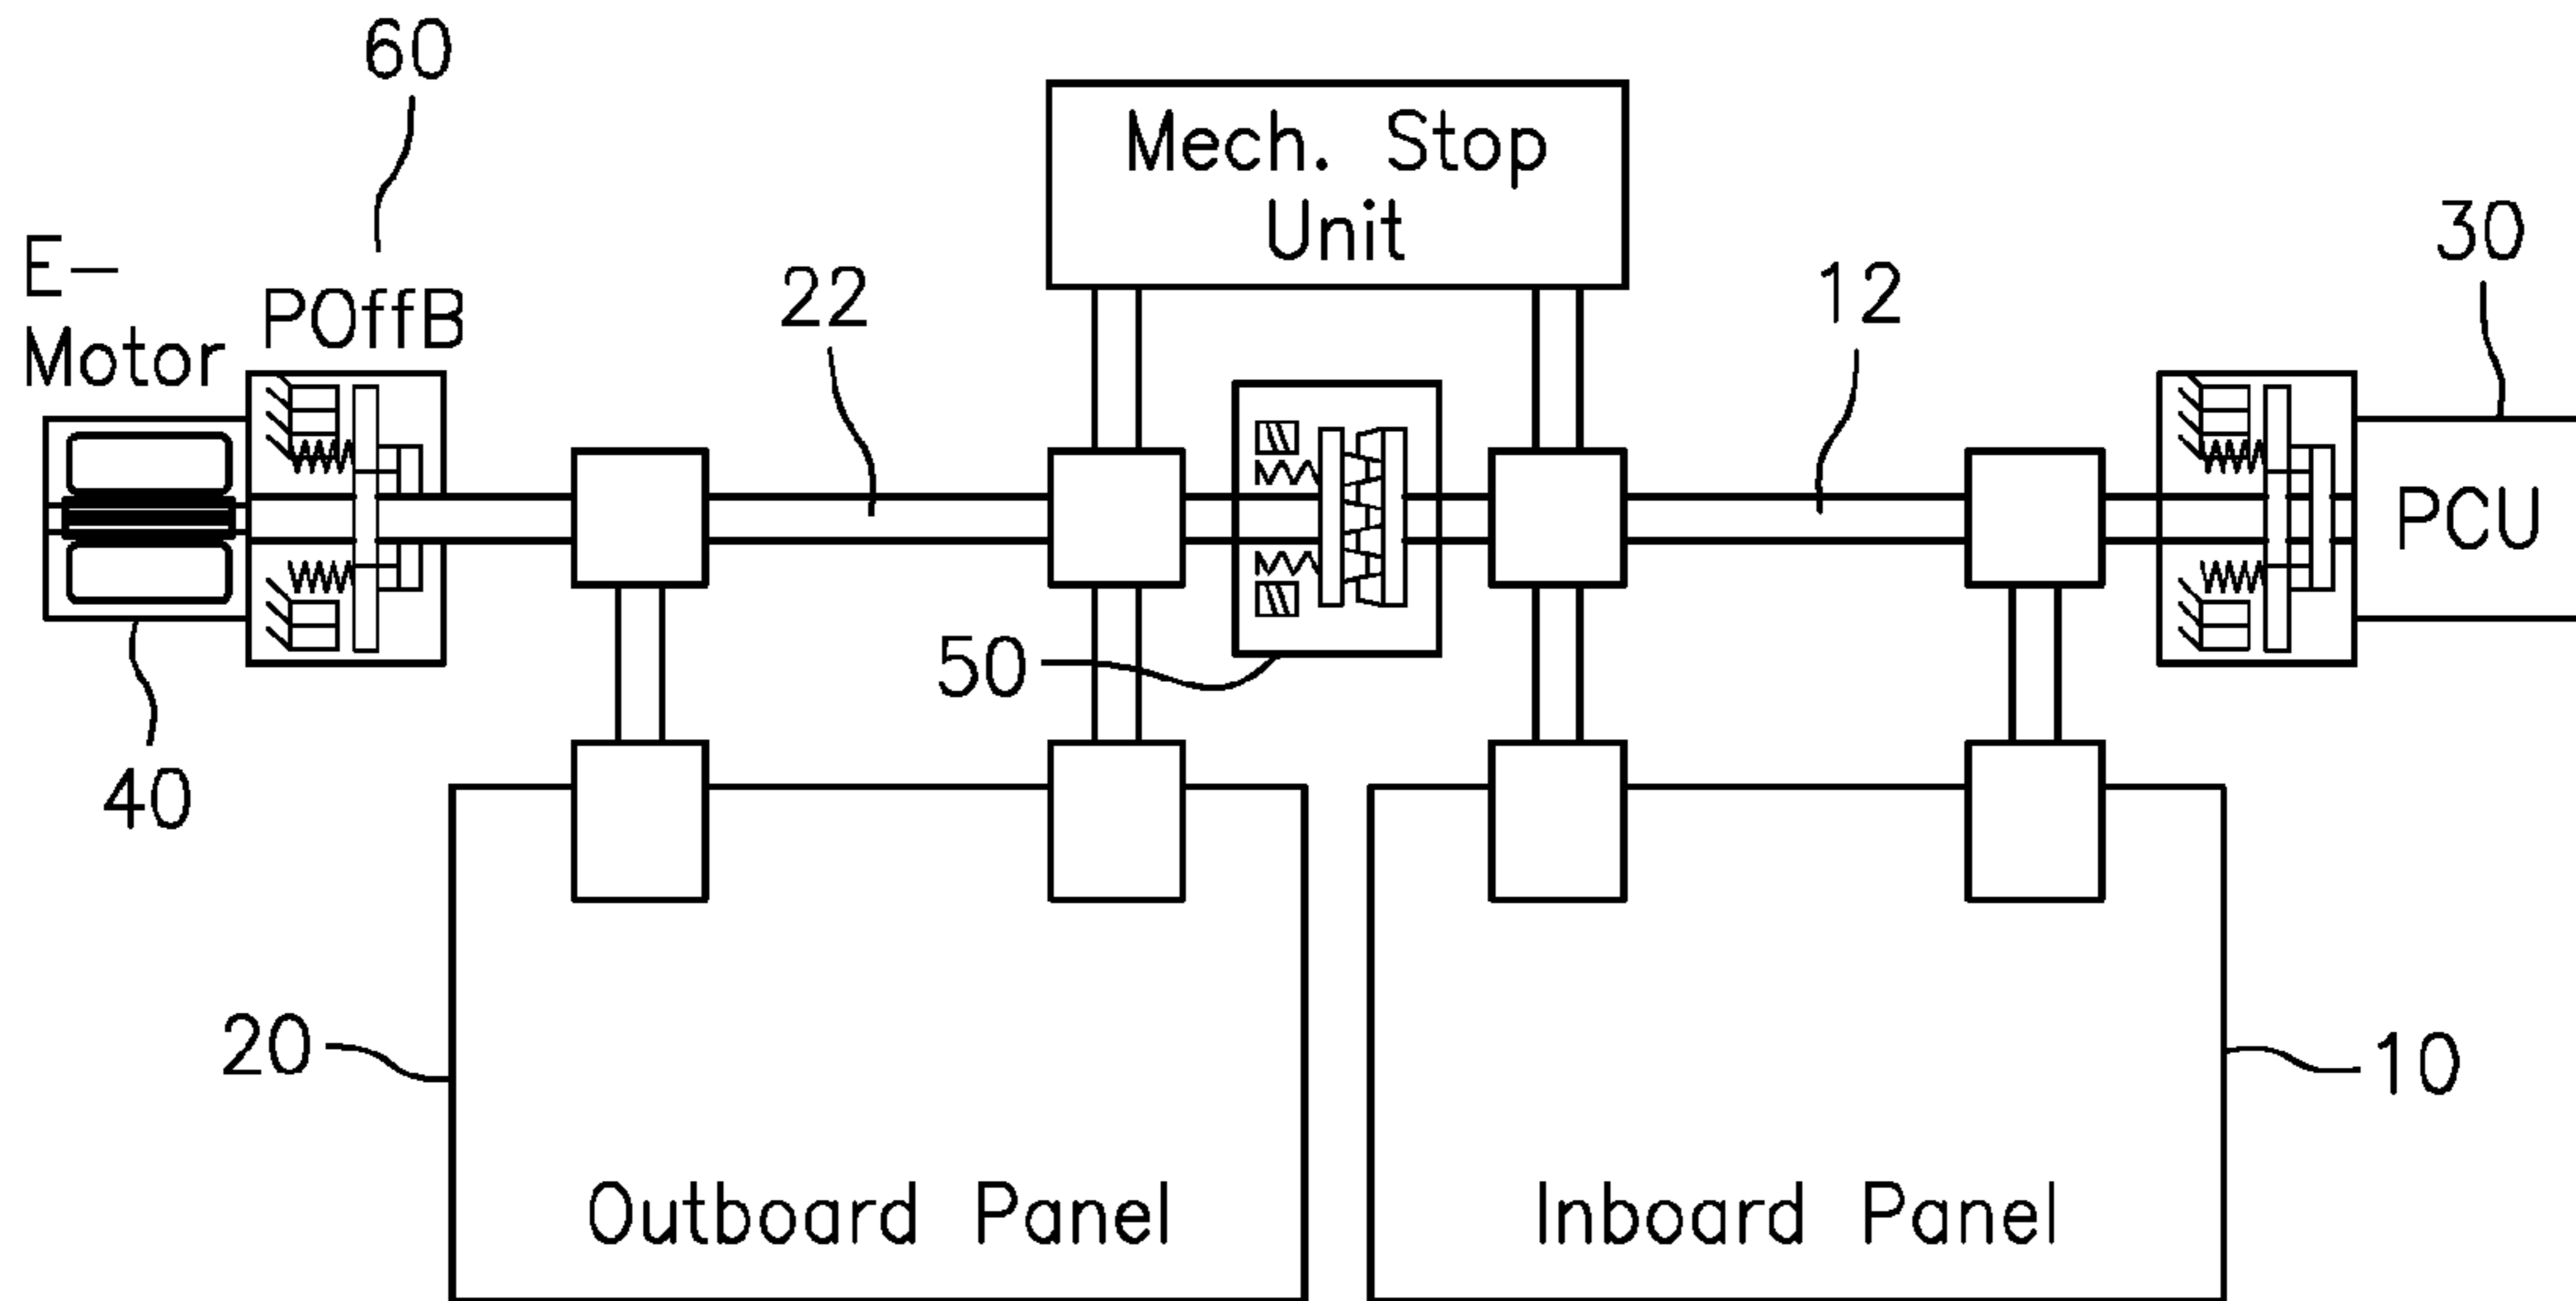 60
Mech. Stop
Unit
30
E-
Motor
POffB
22
12
PCU
50
40
20
10
Outboard Panel
Inboard Panel